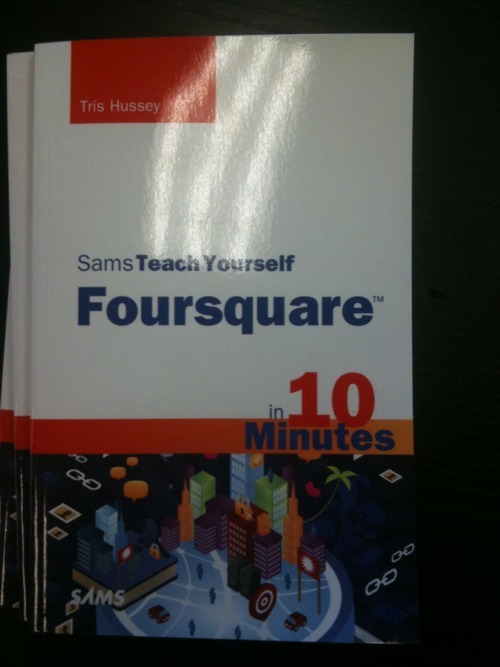 Tris Hussey
Sams Teach Yourself
Foursquare™
in 10
Minutes
SAMS